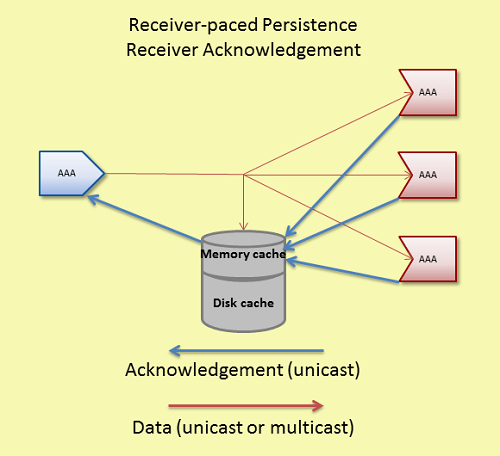 Receiver-paced Persistence
Receiver Acknowledgement
AAA
AAA
AAA
AAA
Memory cache
Disk cache
Acknowledgement (unicast)
Data (unicast or multicast)